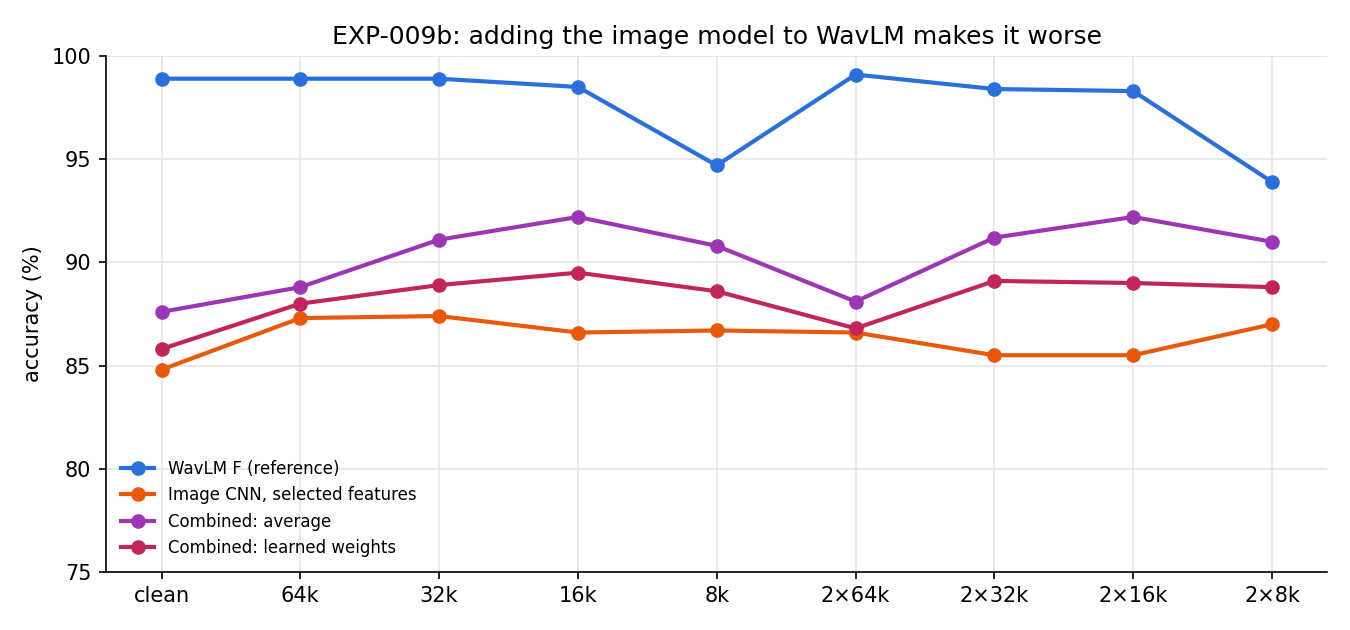 EXP-009b: adding the image model to WavLM makes it worse
100
95
90
85
80
75
accuracy (%)
WavLM F (reference)
Image CNN, selected features
Combined: average
Combined: learned weights
clean 64k 32k 16k 8k 2×64k 2×32k 2×16k 2×8k